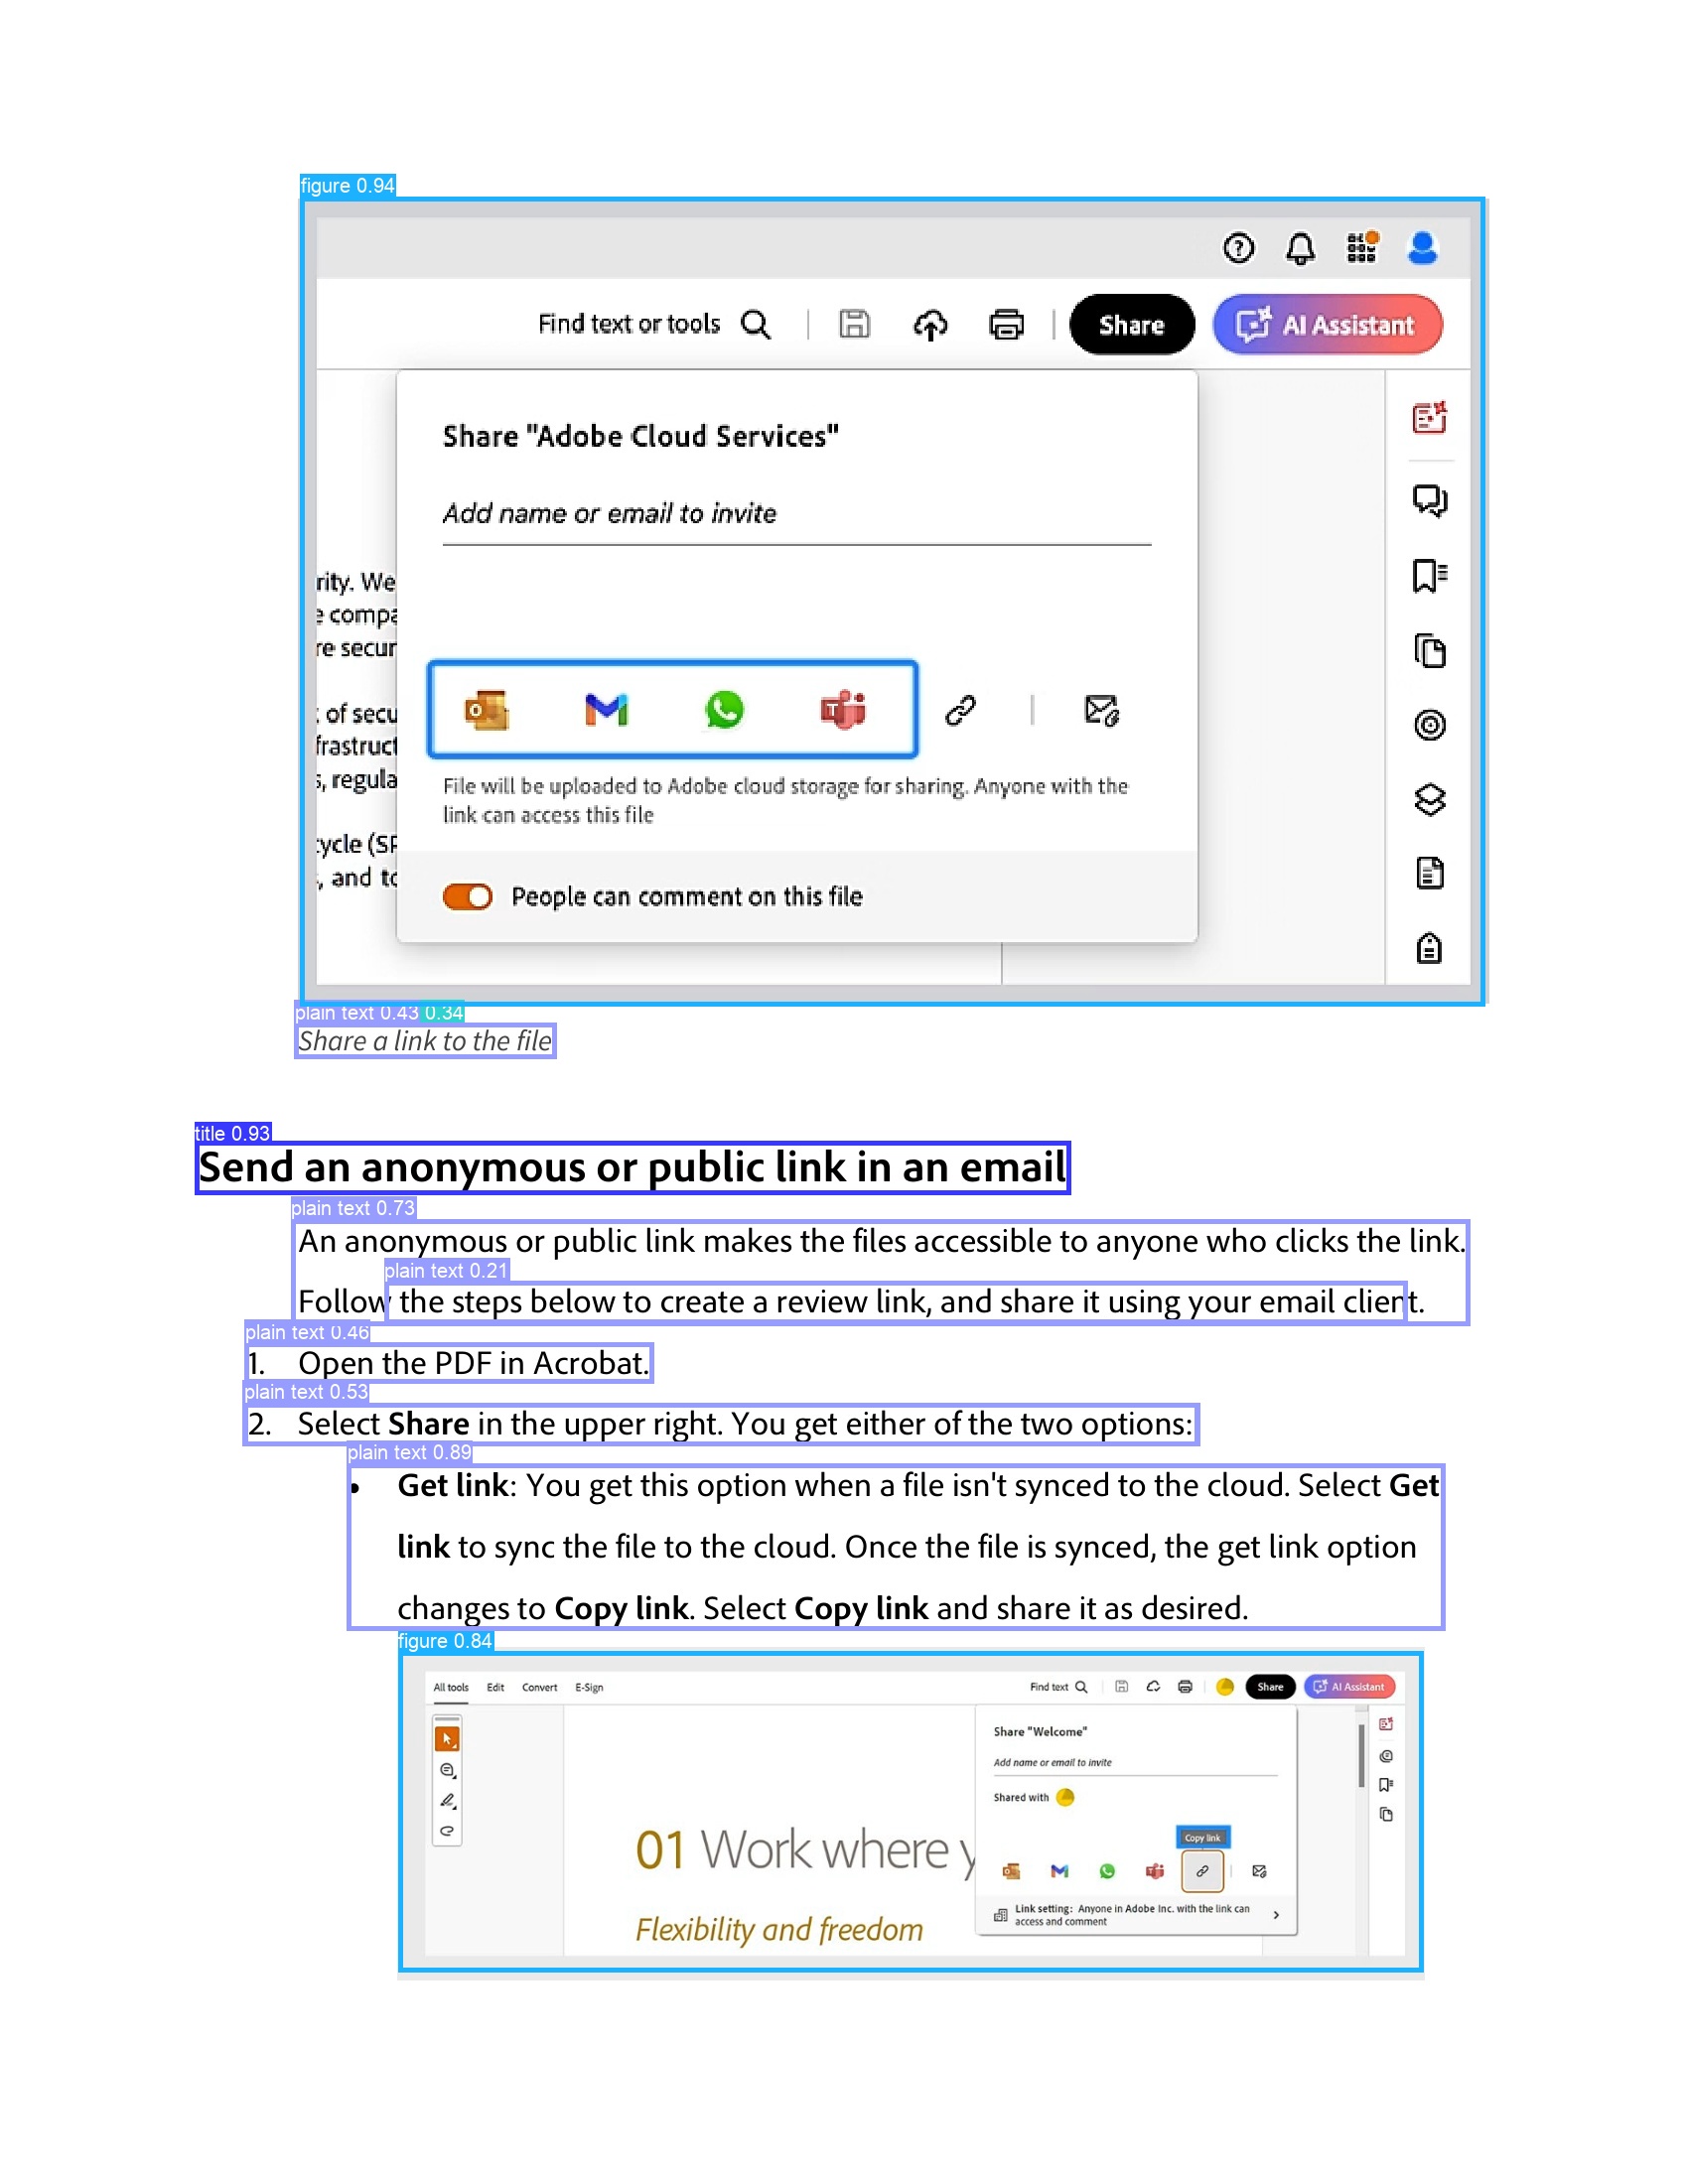 figure 0.94
Find text or tools
Share
AI Assistant
Share "Adobe Cloud Services"
Add name or email to invite
rity. We
e compa
re secur
of secu
frastruct
s, regula
File will be uploaded to Adobe cloud storage for sharing. Anyone with the
link can access this file
ycle (SP
, and to
People can comment on this file
plain text 0.43 0.34
Share a link to the file
title 0.93
Send an anonymous or public link in an email
plain text 0.73
An anonymous or public link makes the files accessible to anyone who clicks the link.
plain text 0.21
Follow the steps below to create a review link, and share it using your email client.
plain text 0.46
1. Open the PDF in Acrobat.
plain text 0.53
2. Select Share in the upper right. You get either of the two options:
plain text 0.89
• Get link: You get this option when a file isn't synced to the cloud. Select Get
link to sync the file to the cloud. Once the file is synced, the get link option
changes to Copy link. Select Copy link and share it as desired.
figure 0.84
All tools Edit Convert E-Sign Find text Share AI Assistant
Share "Welcome"
Add name or email to invite
Shared with
Copy link
01 Work where y
Link setting: Anyone in Adobe Inc. with the link can
access and comment
Flexibility and freedom